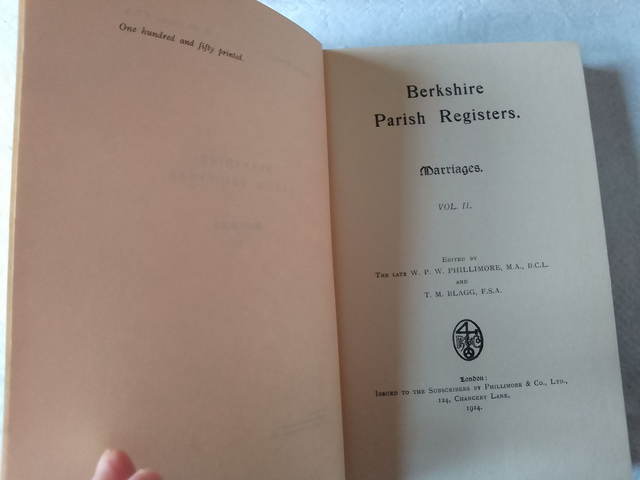 One hundred and fifty printed.
Berkshire
Parish Registers.
Marriages.
VOL. II.
EDITED BY
THE LATE W. P. W. PHILLIMORE, M.A., B.C.L.
AND
T. M. BLAGG, F.S.A.
London:
ISSUED TO THE SUBSCRIBERS BY PHILLIMORE & CO., LTD.,
124, CHANCERY LANE,
1914.